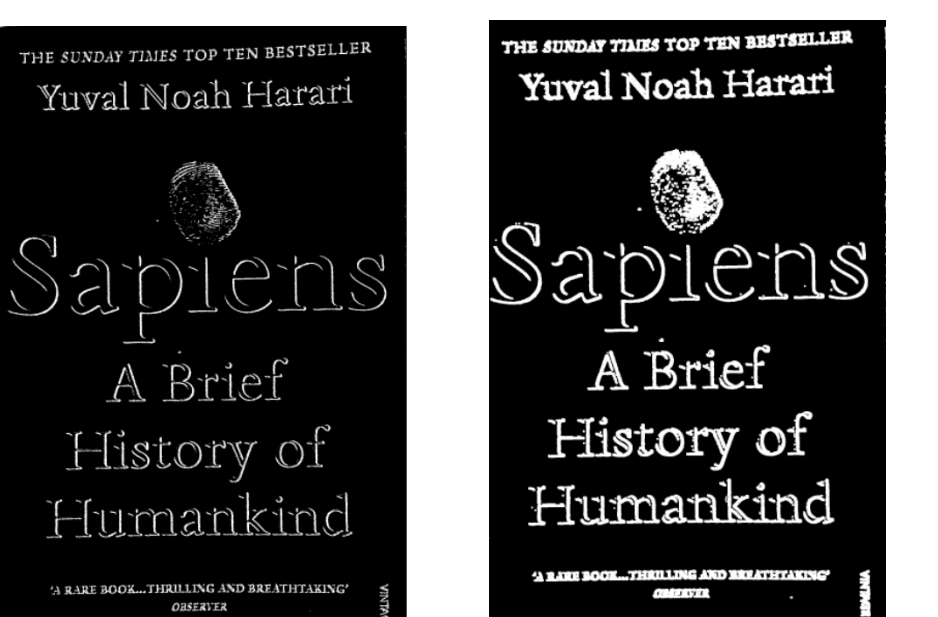 THE SUNDAY TIMES TOP TEN BESTSELLER
Yuval Noah Harari
Sapiens
A Brief
History of
Humankind
'A RARE BOOK...THRILLING AND BREATHTAKING'
OBSERVER
VINTA
THE SUNDAY TIMES TOP TEN BESTSELLER
Yuval Noah Harari
Sapiens
A Brief
History of
Humankind
'A RARE BOOK...THRILLING AND BREATHTAKING'
OBSERVER